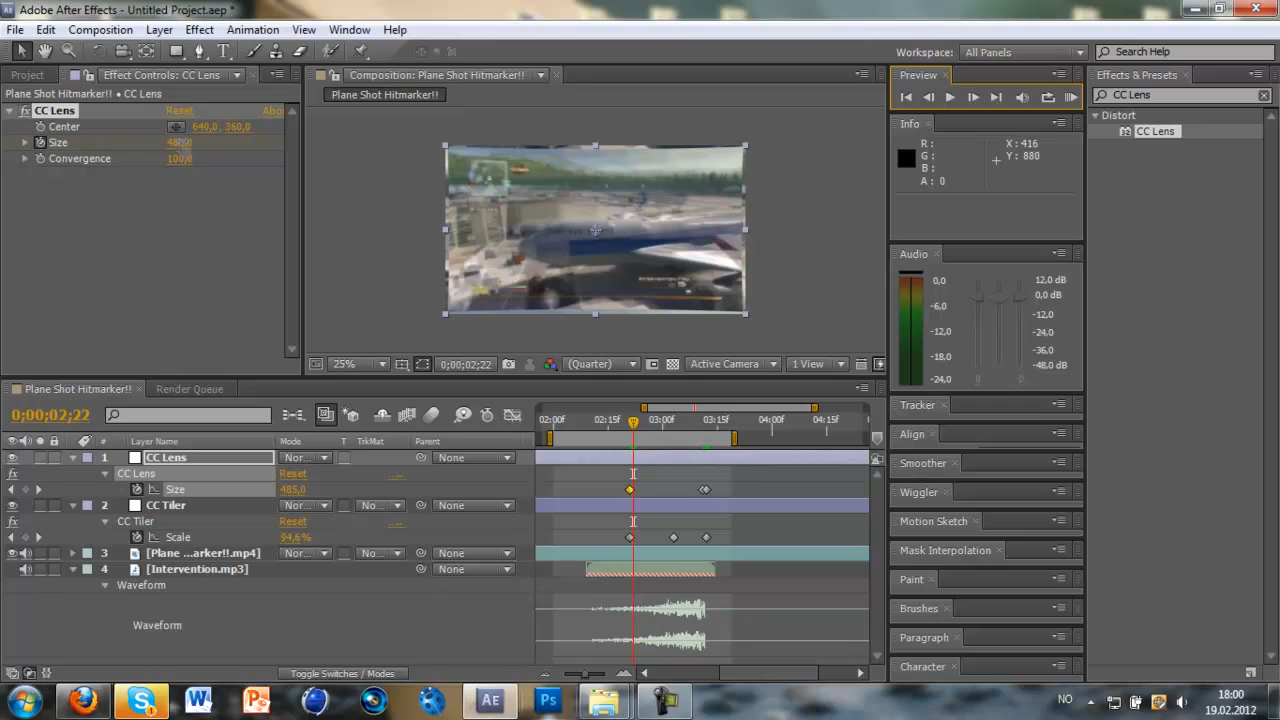 Adobe After Effects - Untitled Project.aep *
File Edit Composition Layer Effect Animation View Window Help
Workspace: All Panels Search Help
Project Effect Controls: CC Lens Composition: Plane Shot Hitmarker!! Preview Effects & Presets
Plane Shot Hitmarker!! • CC Lens Plane Shot Hitmarker!! CC Lens
CC Lens Reset Abou
Distort
Center 640,0, 360,0 Info
CC Lens
Size
Convergence 100,0
R: X: 416
G: Y: 880
B:
A: 0
Audio
0,0 12,0 dB
-6,0 0,0 dB
-12,0 -12,0
-18,0 -24,0
-24,0 -36,0
-48,0 dB
25% 0;00;02;22 (Quarter) Active Camera 1 View
Plane Shot Hitmarker!! Render Queue
0;00;02;22
Tracker
02:00f 02:15f 03:00f 03:15f 04:00f 04:15f
Align
# Layer Name Mode T TrkMat Parent
1 CC Lens Nor... None
Smoother
CC Lens Reset .....
Size 485,0
Wiggler
2 CC Tiler Nor... None
CC Tiler Reset .....
Motion Sketch
Scale 94,6%
3 [Plane ...arker!!.mp4] Nor... No... None
Mask Interpolation
4 [Intervention.mp3] None
Waveform
Paint
Brushes
Waveform
Paragraph
Character
Toggle Switches / Modes
NO 18:00
19.02.2012